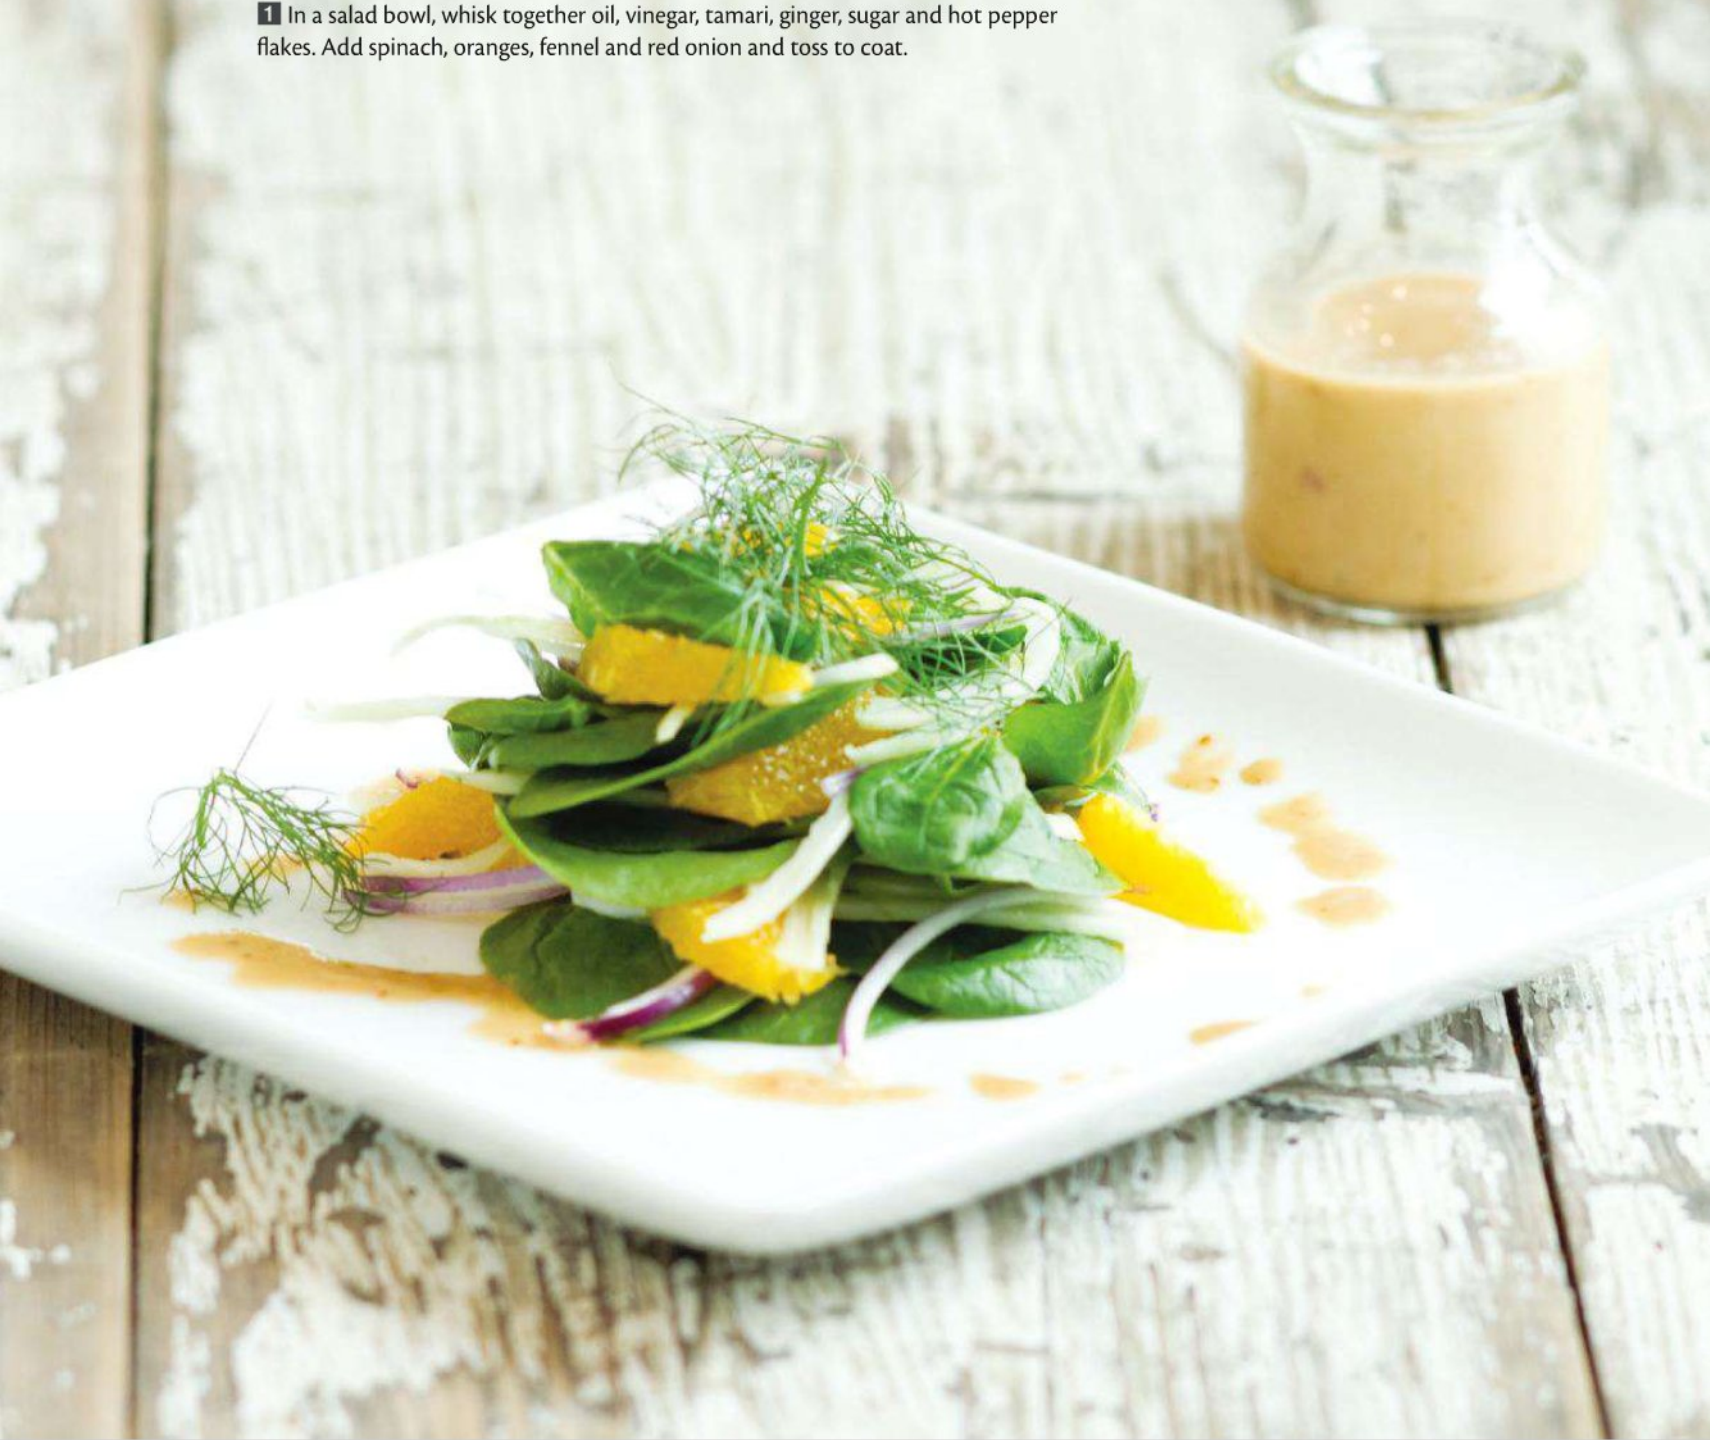 1 In a salad bowl, whisk together oil, vinegar, tamari, ginger, sugar and hot pepper
flakes. Add spinach, oranges, fennel and red onion and toss to coat.